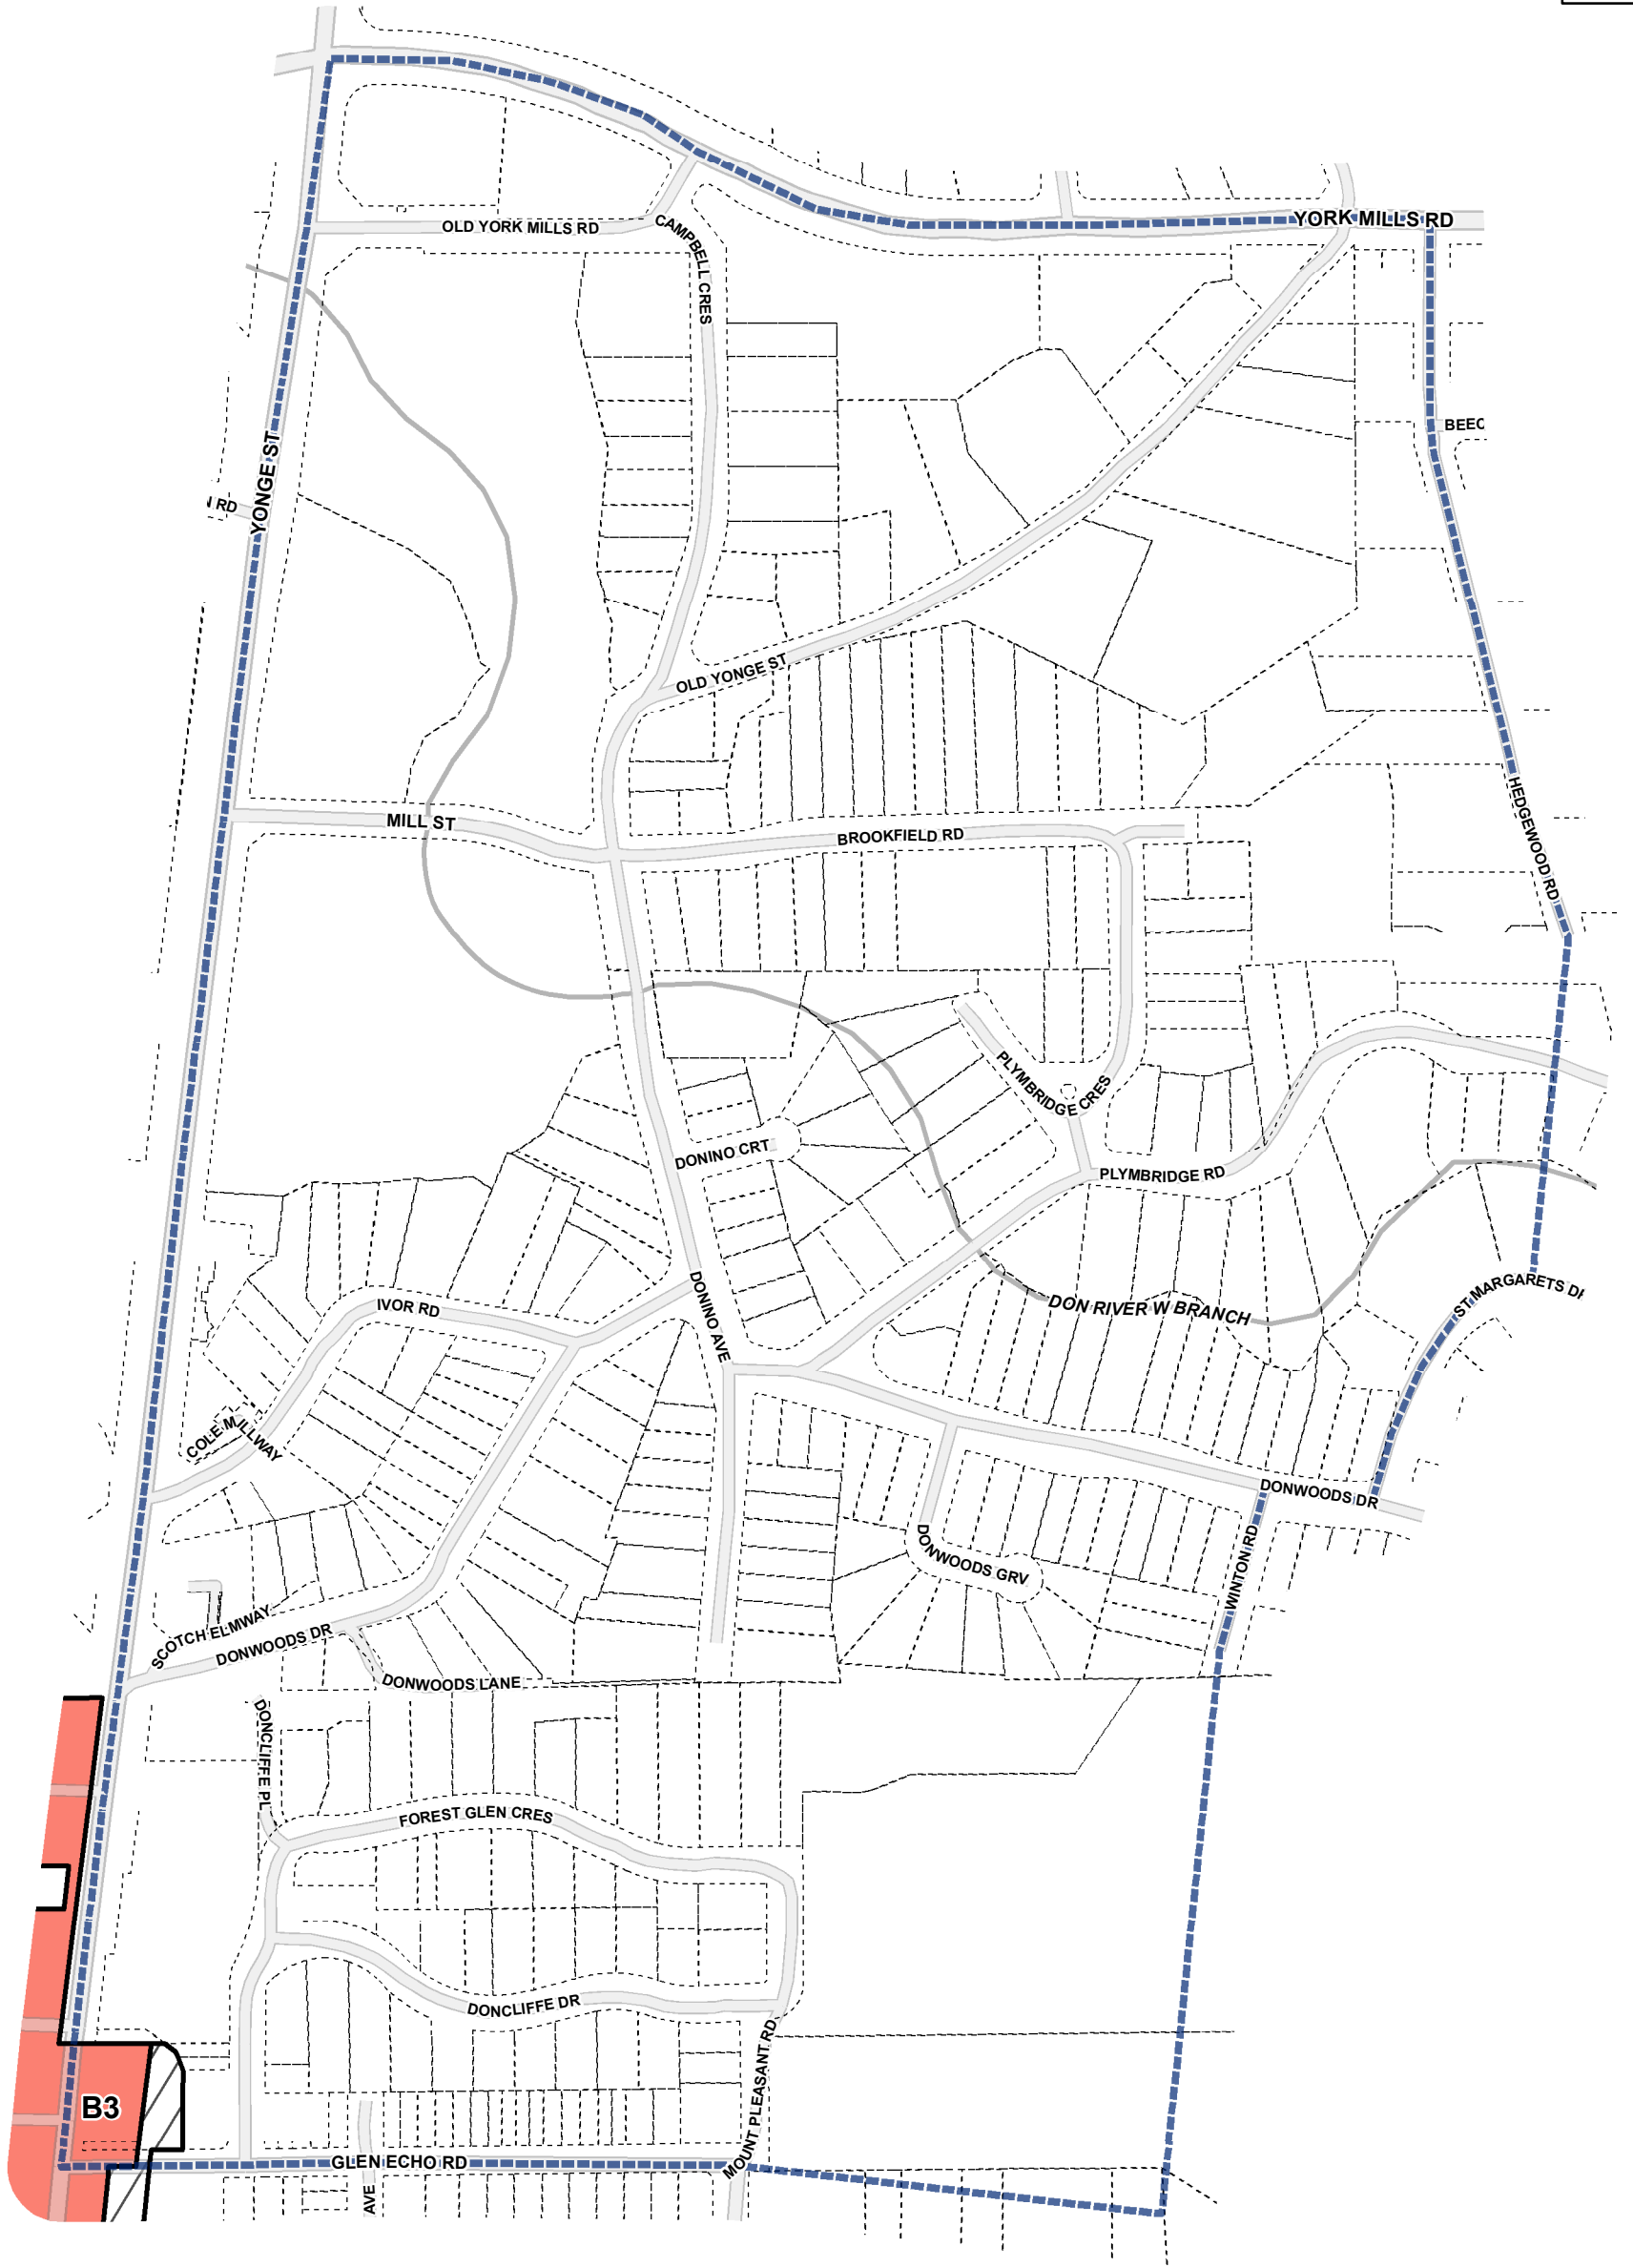 YORK MILLS RD
OLD YORK MILLS RD
CAMPBELL CRES
BEEC
YONGE ST
N RD
OLD YONGE ST
MILL ST
BROOKFIELD RD
HEDGEWOOD RD
PLYMBRIDGE CRES
DONINO CRT
PLYMBRIDGE RD
IVOR RD
DONINO AVE
DON RIVER W BRANCH
ST MARGARETS DR
COLE MILLWAY
DONWOODS DR
DONWOODS GRV
WINTON RD
SCOTCH ELMWAY
DONWOODS DR
DONWOODS LANE
DONCLIFFE PL
FOREST GLEN CRES
DONCLIFFE DR
MOUNT PLEASANT RD
B3
GLEN ECHO RD
AVE